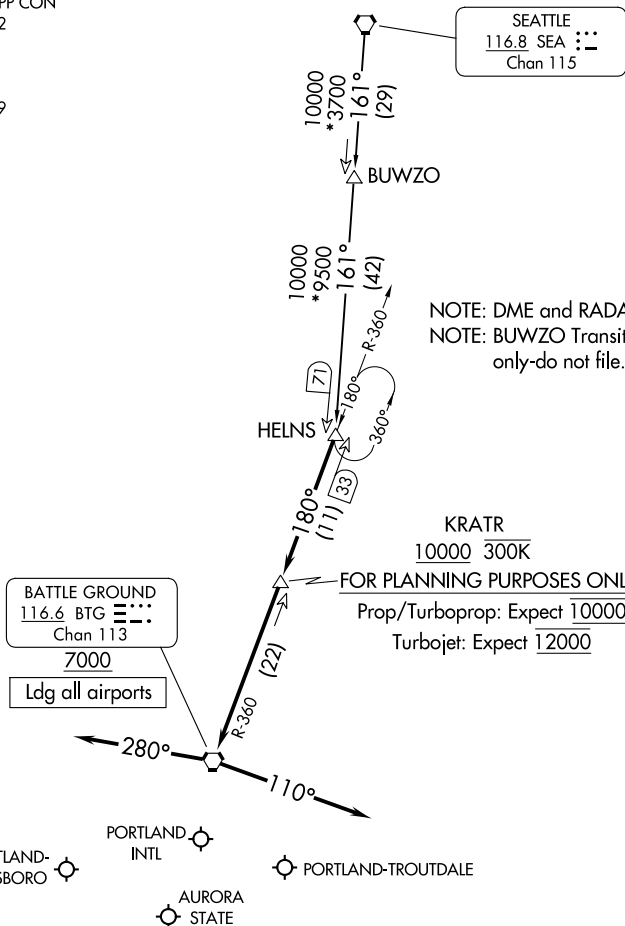 PP CON
2
9
SEATTLE
116.8 SEA
Chan 115
10000
*3700
161°
(29)
BUWZO
10000
*9500
161°
(42)
NOTE: DME and RADA
NOTE: BUWZO Transit
only-do not file.
R-360
71
180°
360°
HELNS
33
180°
(11)
KRATR
10000 300K
FOR PLANNING PURPOSES ONL
Prop/Turboprop: Expect 10000
Turbojet: Expect 12000
BATTLE GROUND
116.6 BTG
Chan 113
7000
Ldg all airports
(22)
R-360
280°
110°
PORTLAND
INTL
TLAND-
SBORO
PORTLAND-TROUTDALE
AURORA
STATE